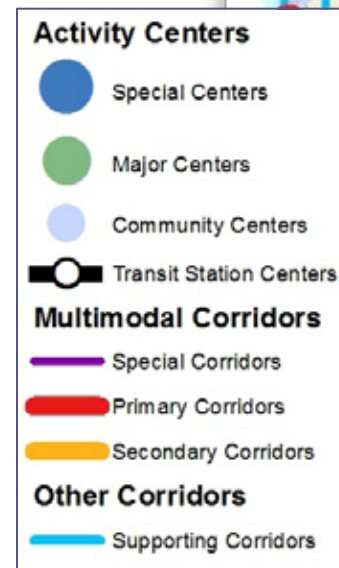 Activity Centers
Special Centers
Major Centers
Community Centers
Transit Station Centers
Multimodal Corridors
Special Corridors
Primary Corridors
Secondary Corridors
Other Corridors
Supporting Corridors